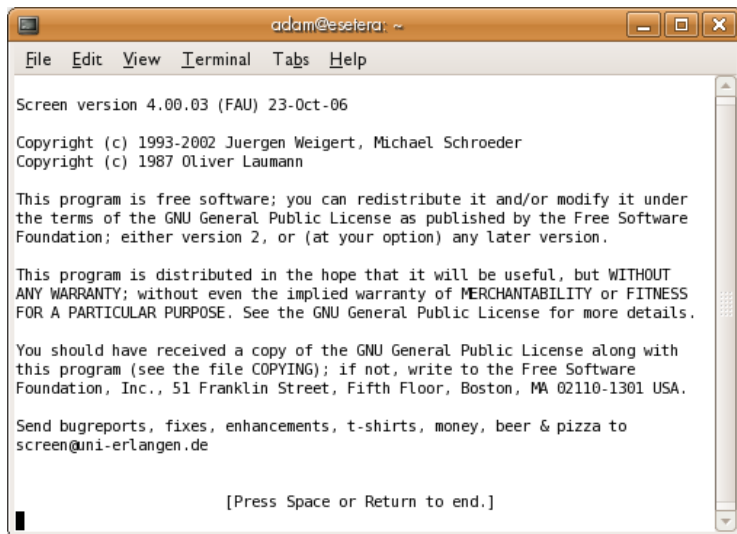 adam@esetera: ~
File Edit View Terminal Tabs Help
Screen version 4.00.03 (FAU) 23-Oct-06
Copyright (c) 1993-2002 Juergen Weigert, Michael Schroeder
Copyright (c) 1987 Oliver Laumann
This program is free software; you can redistribute it and/or modify it under
the terms of the GNU General Public License as published by the Free Software
Foundation; either version 2, or (at your option) any later version.
This program is distributed in the hope that it will be useful, but WITHOUT
ANY WARRANTY; without even the implied warranty of MERCHANTABILITY or FITNESS
FOR A PARTICULAR PURPOSE. See the GNU General Public License for more details.
You should have received a copy of the GNU General Public License along with
this program (see the file COPYING); if not, write to the Free Software
Foundation, Inc., 51 Franklin Street, Fifth Floor, Boston, MA 02110-1301 USA.
Send bugreports, fixes, enhancements, t-shirts, money, beer & pizza to
screen@uni-erlangen.de
[Press Space or Return to end.]